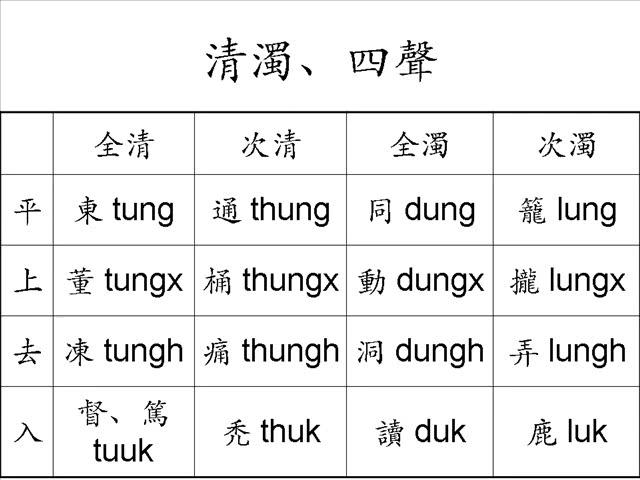 清濁、四聲
全清 次清 全濁 次濁
平 東 tung 通 thung 同 dung 籠 lung
上 董 tungx 桶 thungx 動 dungx 攏 lungx
去 凍 tungh 痛 thungh 洞 dungh 弄 lungh
入 督、篤 tuuk 禿 thuk 讀 duk 鹿 luk